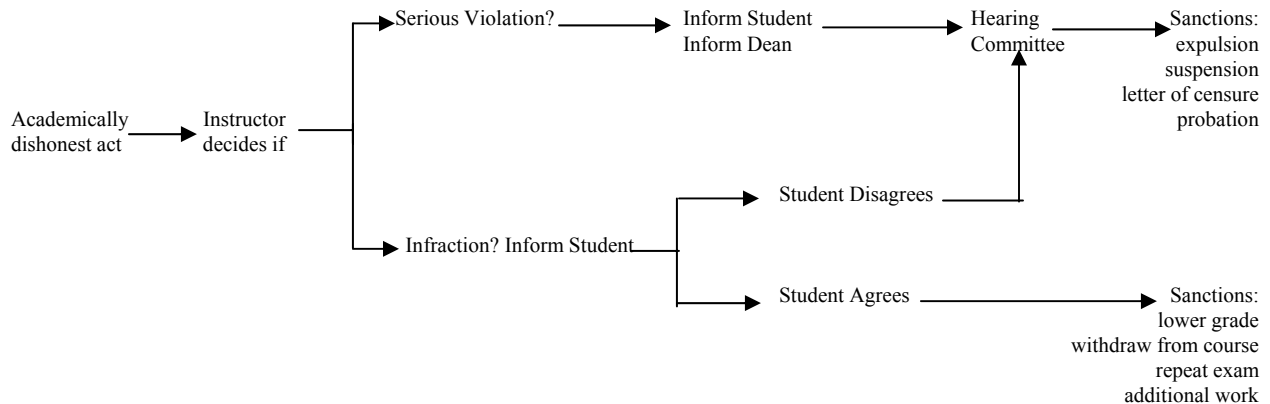 Serious Violation?
Inform Student
Inform Dean
Hearing
Committee
Sanctions:
expulsion
suspension
letter of censure
probation
Academically
dishonest act
Instructor
decides if
Student Disagrees
Infraction? Inform Student
Student Agrees
Sanctions:
lower grade
withdraw from course
repeat exam
additional work